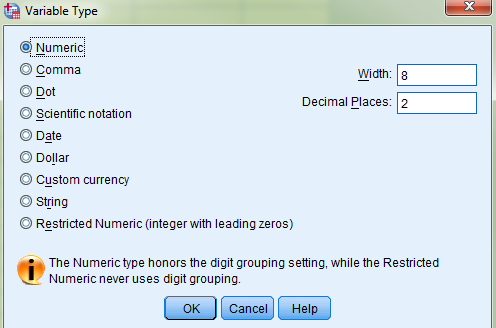 Variable Type
Numeric
Comma
Dot
Scientific notation
Date
Dollar
Custom currency
String
Restricted Numeric (integer with leading zeros)
Width: 8
Decimal Places: 2
The Numeric type honors the digit grouping setting, while the Restricted
Numeric never uses digit grouping.
OK Cancel Help